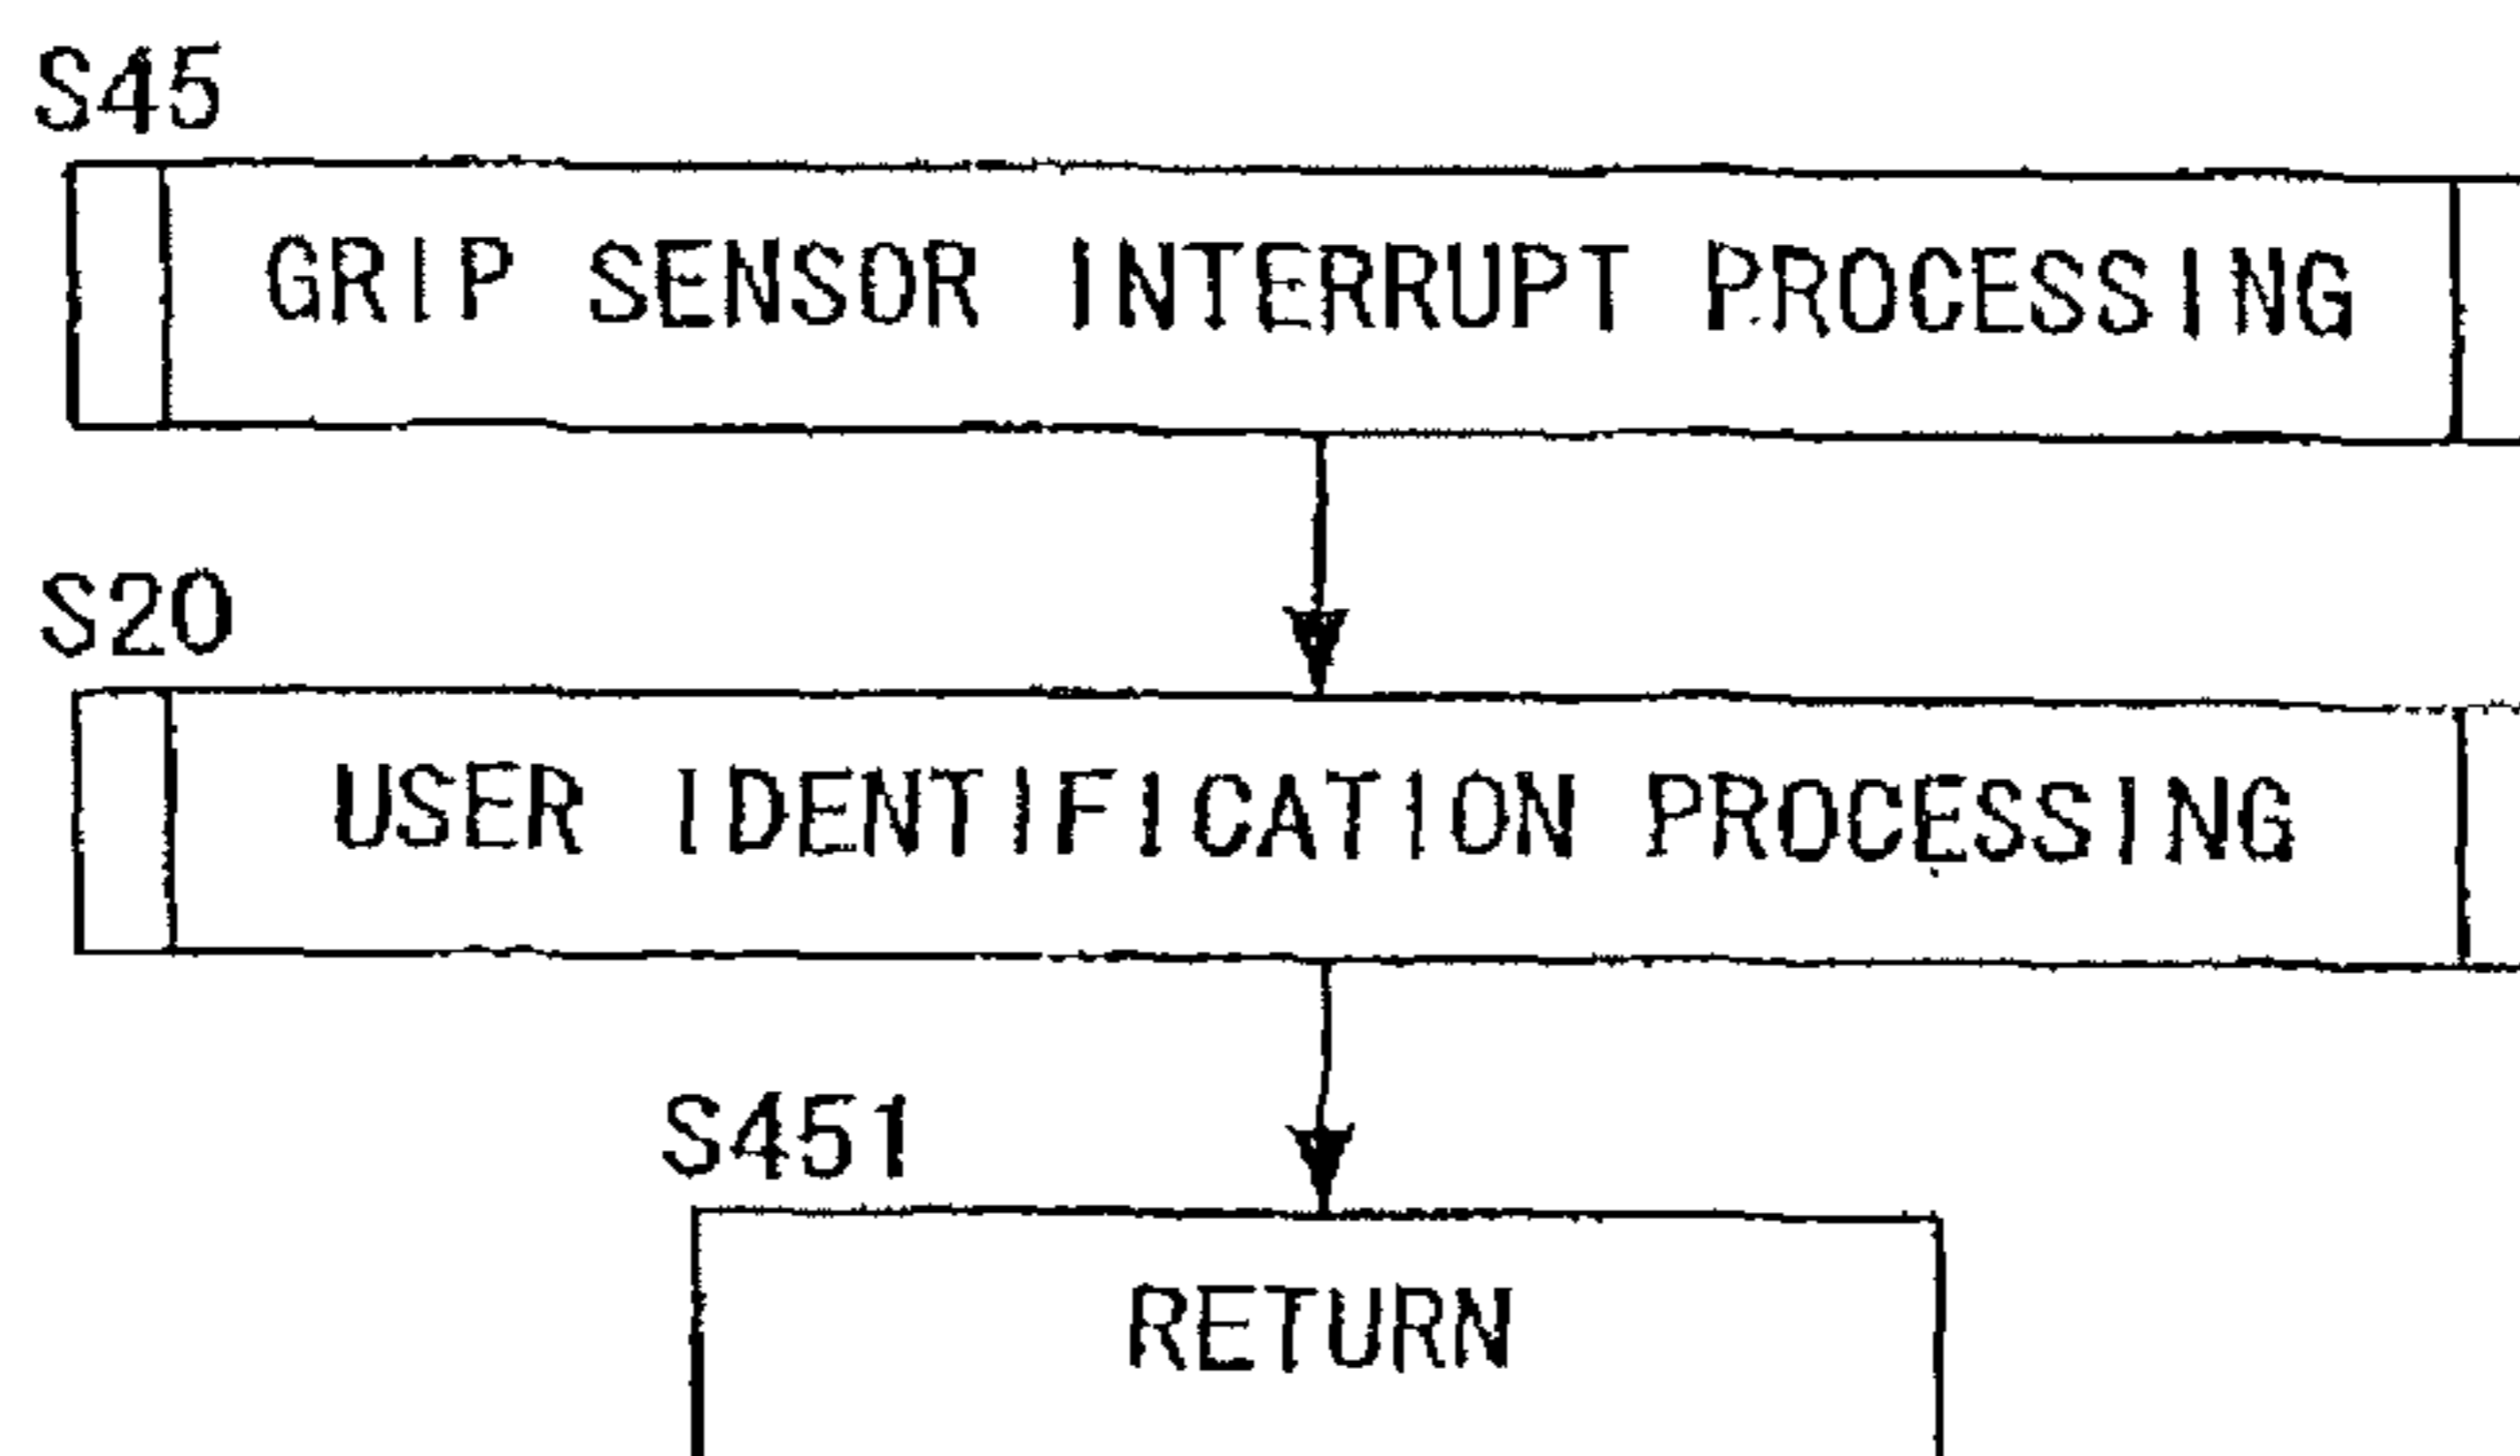 S45
GRIP SENSOR INTERRUPT PROCESSING
S20
USER IDENTIFICATION PROCESSING
S451
RETURN